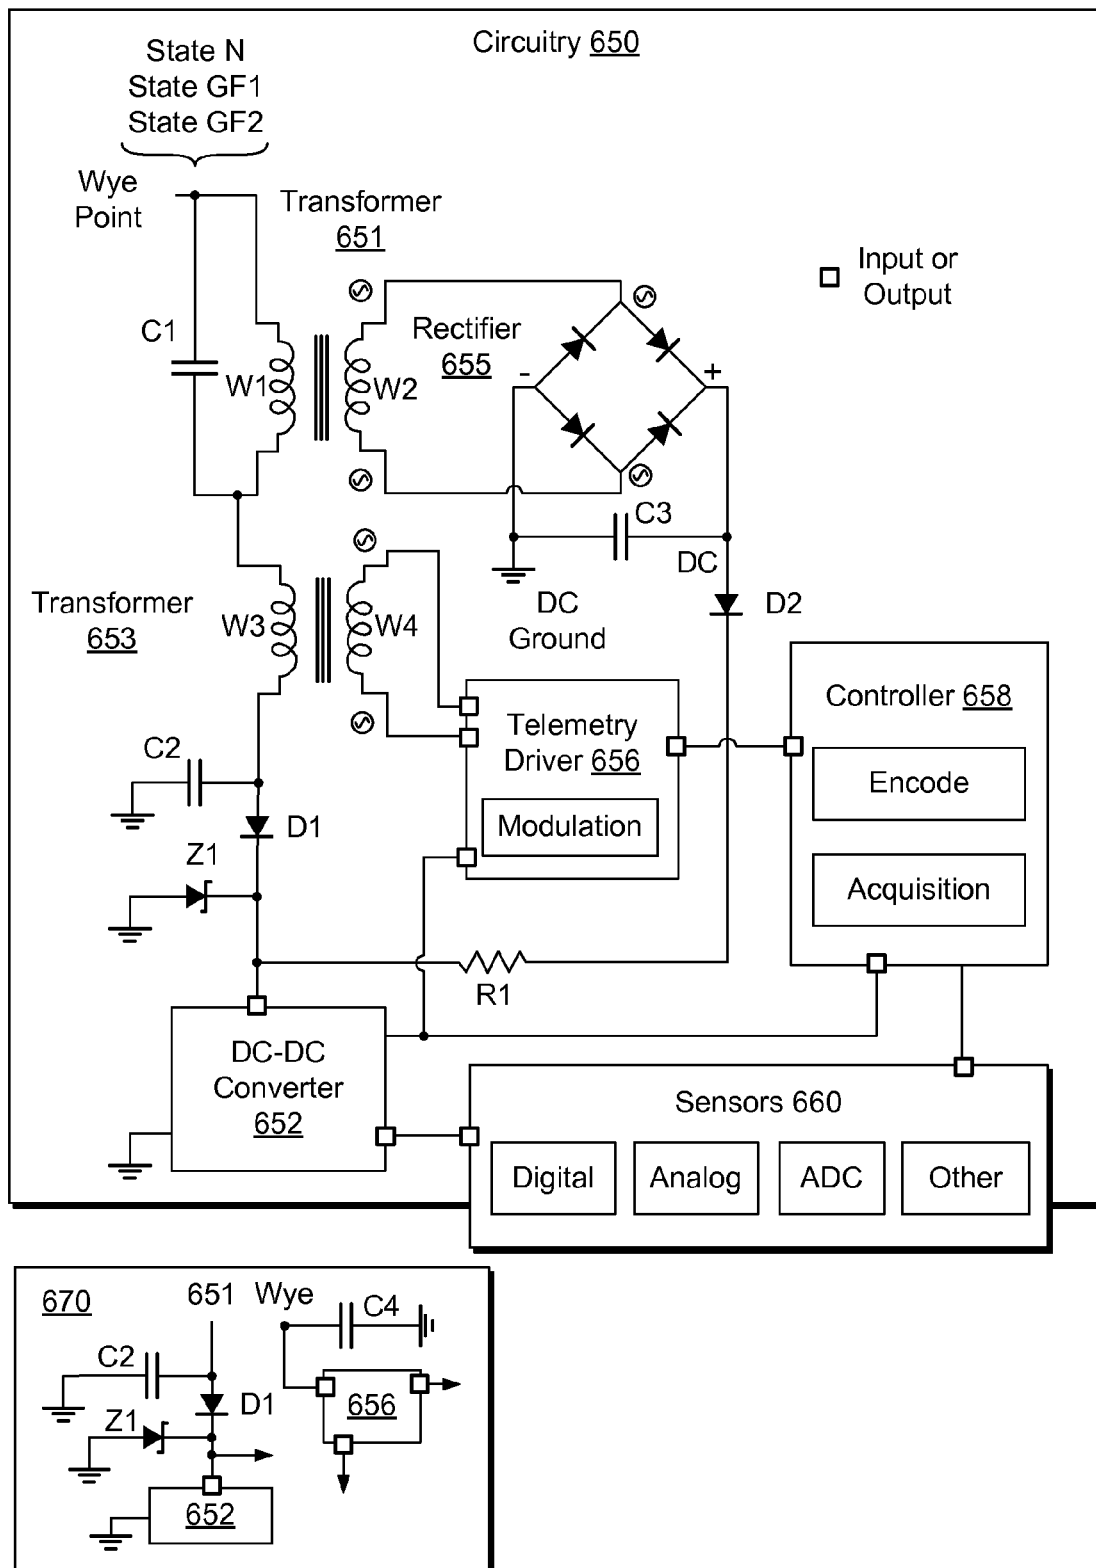 Circuitry 650
State N
State GF1
State GF2
Wye
Point
Transformer
651
Input or
Output
C1
W1
W2
Rectifier
655
-
+
C3
DC
DC
Ground
D2
Transformer
653
W3
W4
Telemetry
Driver 656
Modulation
Controller 658
Encode
Acquisition
C2
D1
Z1
R1
DC-DC
Converter
652
Sensors 660
Digital
Analog
ADC
Other
670
651
Wye
C4
C2
D1
Z1
656
652